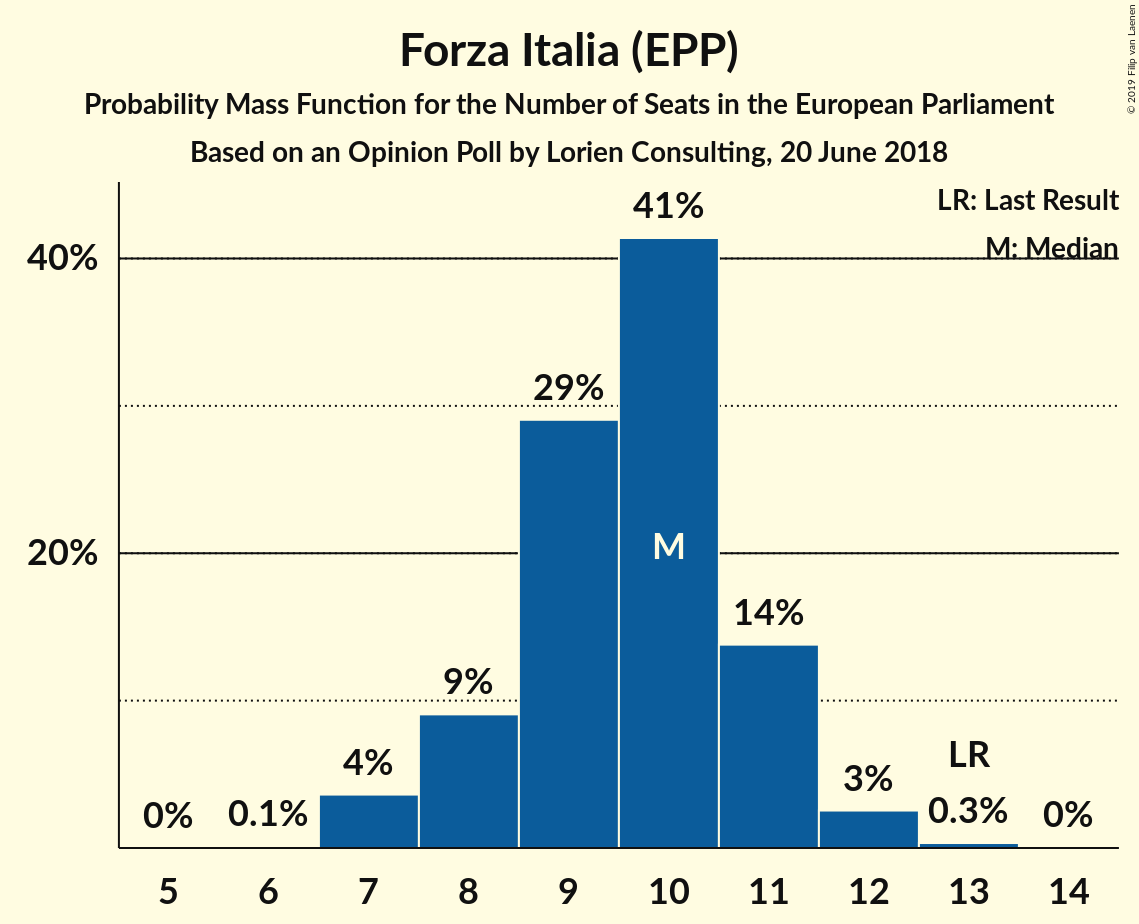 Forza Italia (EPP)
Probability Mass Function for the Number of Seats in the European Parliament
Based on an Opinion Poll by Lorien Consulting, 20 June 2018
© 2019 Filip van Laenen
LR: Last Result
M: Median
40%
20%
0%
0.1%
4%
9%
29%
41%
M
14%
3%
LR
0.3%
0%
5 6 7 8 9 10 11 12 13 14